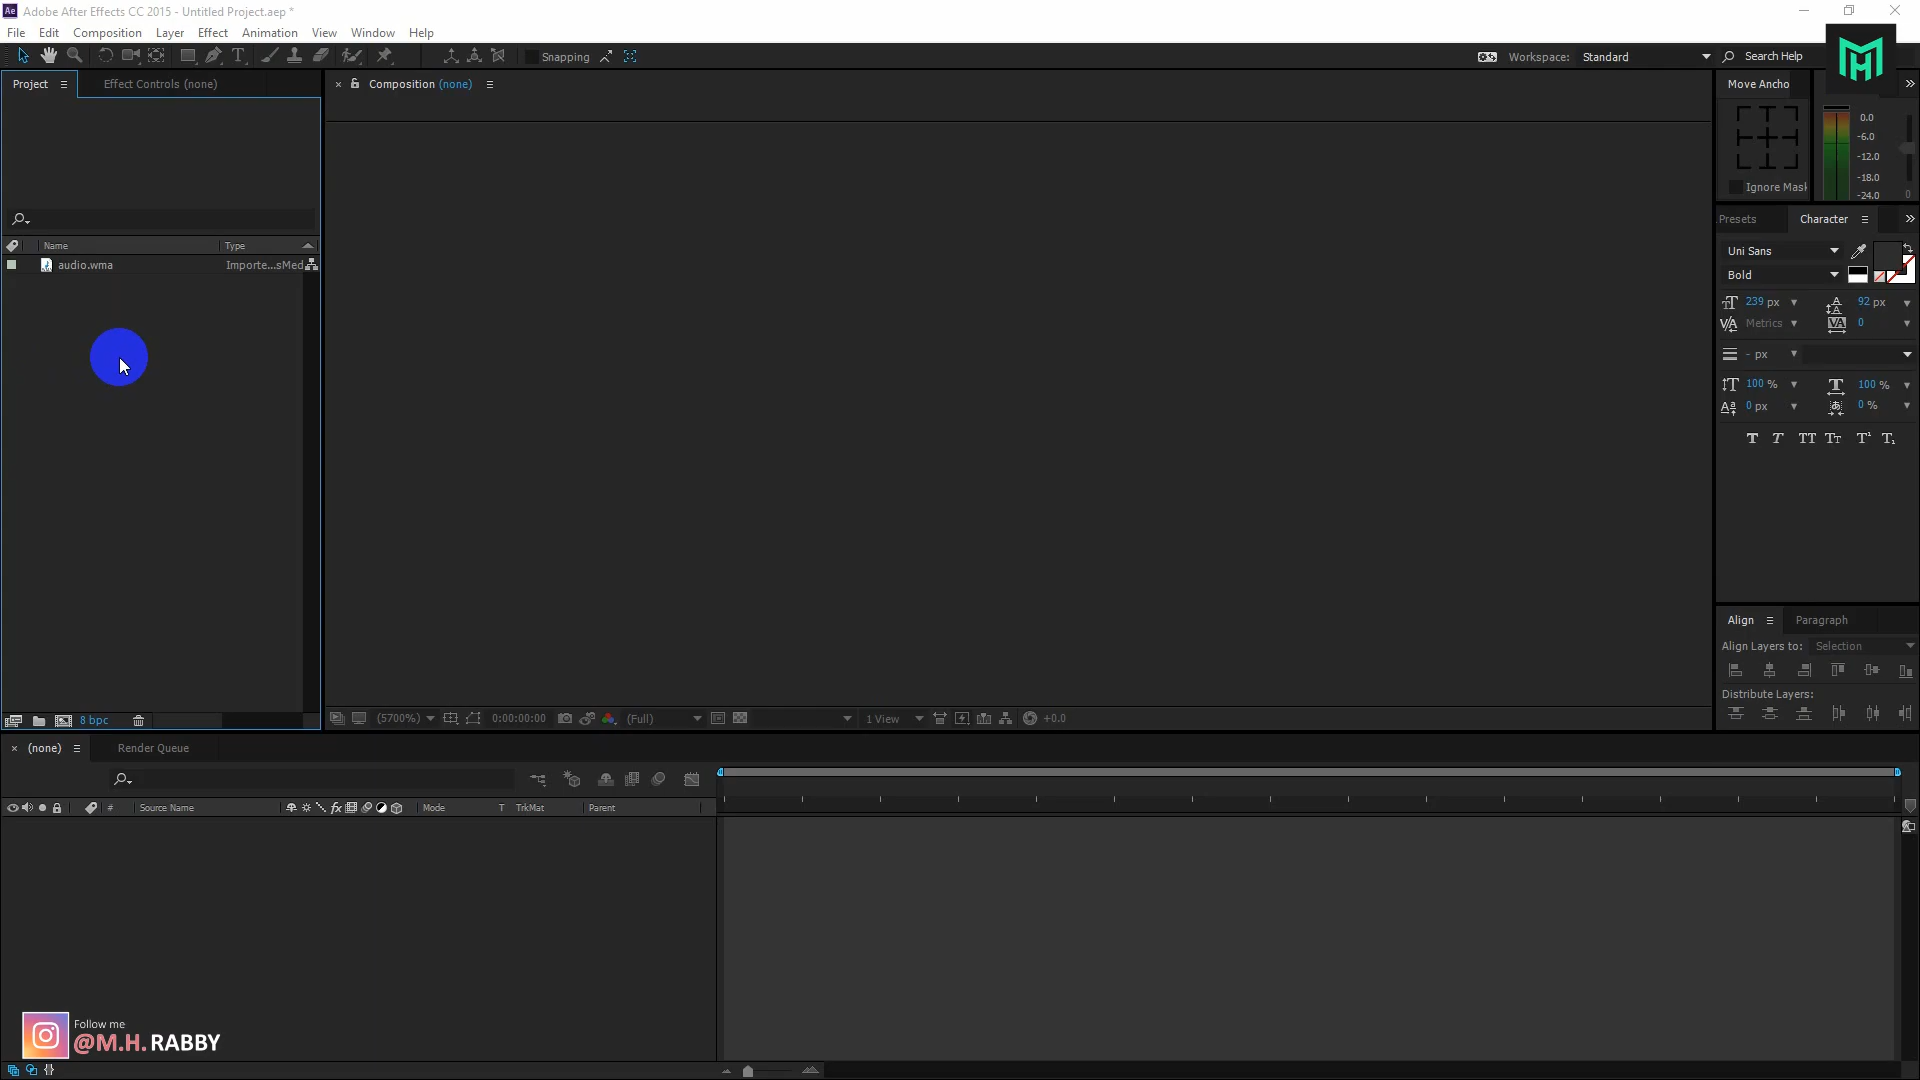 Ae Adobe After Effects CC 2015 - Untitled Project.aep *
File Edit Composition Layer Effect Animation View Window Help
Snapping Workspace: Standard Search Help
Project Effect Controls (none) Composition (none) Move Ancho
0.0
-6.0
-12.0
-18.0
-24.0 0
Ignore Mask
Presets Character
Name Type
audio.wma Importe...sMed
Uni Sans
Bold
239 px 92 px
Metrics 0
- px
100 % 100 %
0 px 0 %
T T TT Tt T¹ T₁
Align Paragraph
Align Layers to: Selection
Distribute Layers:
8 bpc
(5700%) 0:00:00:00 (Full) 1 View +0.0
(none) Render Queue
# Source Name fx Mode T TrkMat Parent
Follow me
@M.H. RABBY